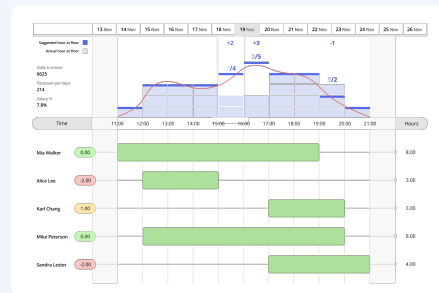 13 Nov 14 Nov 15 Nov 16 Nov 17 Nov 18 Nov 19 Nov 20 Nov 21 Nov 22 Nov 23 Nov 24 Nov 25 Nov 26 Nov
Suggested hour at floor
Actual hour at floor
+2 +3 -1
Daily turnover
6625
Turnover per hour
214
Salary %
7.8%
3/4 3/5 3/2
Time 11:00 12:00 13:00 14:00 15:00 16:00 17:00 18:00 19:00 20:00 21:00 Hours
Mia Walker 0.00 8.00
Alice Lee -2.00 3.00
Karl Chang 1.00 3.00
Mike Peterson 0.00 8.00
Sandra Lester -2.00 4.00